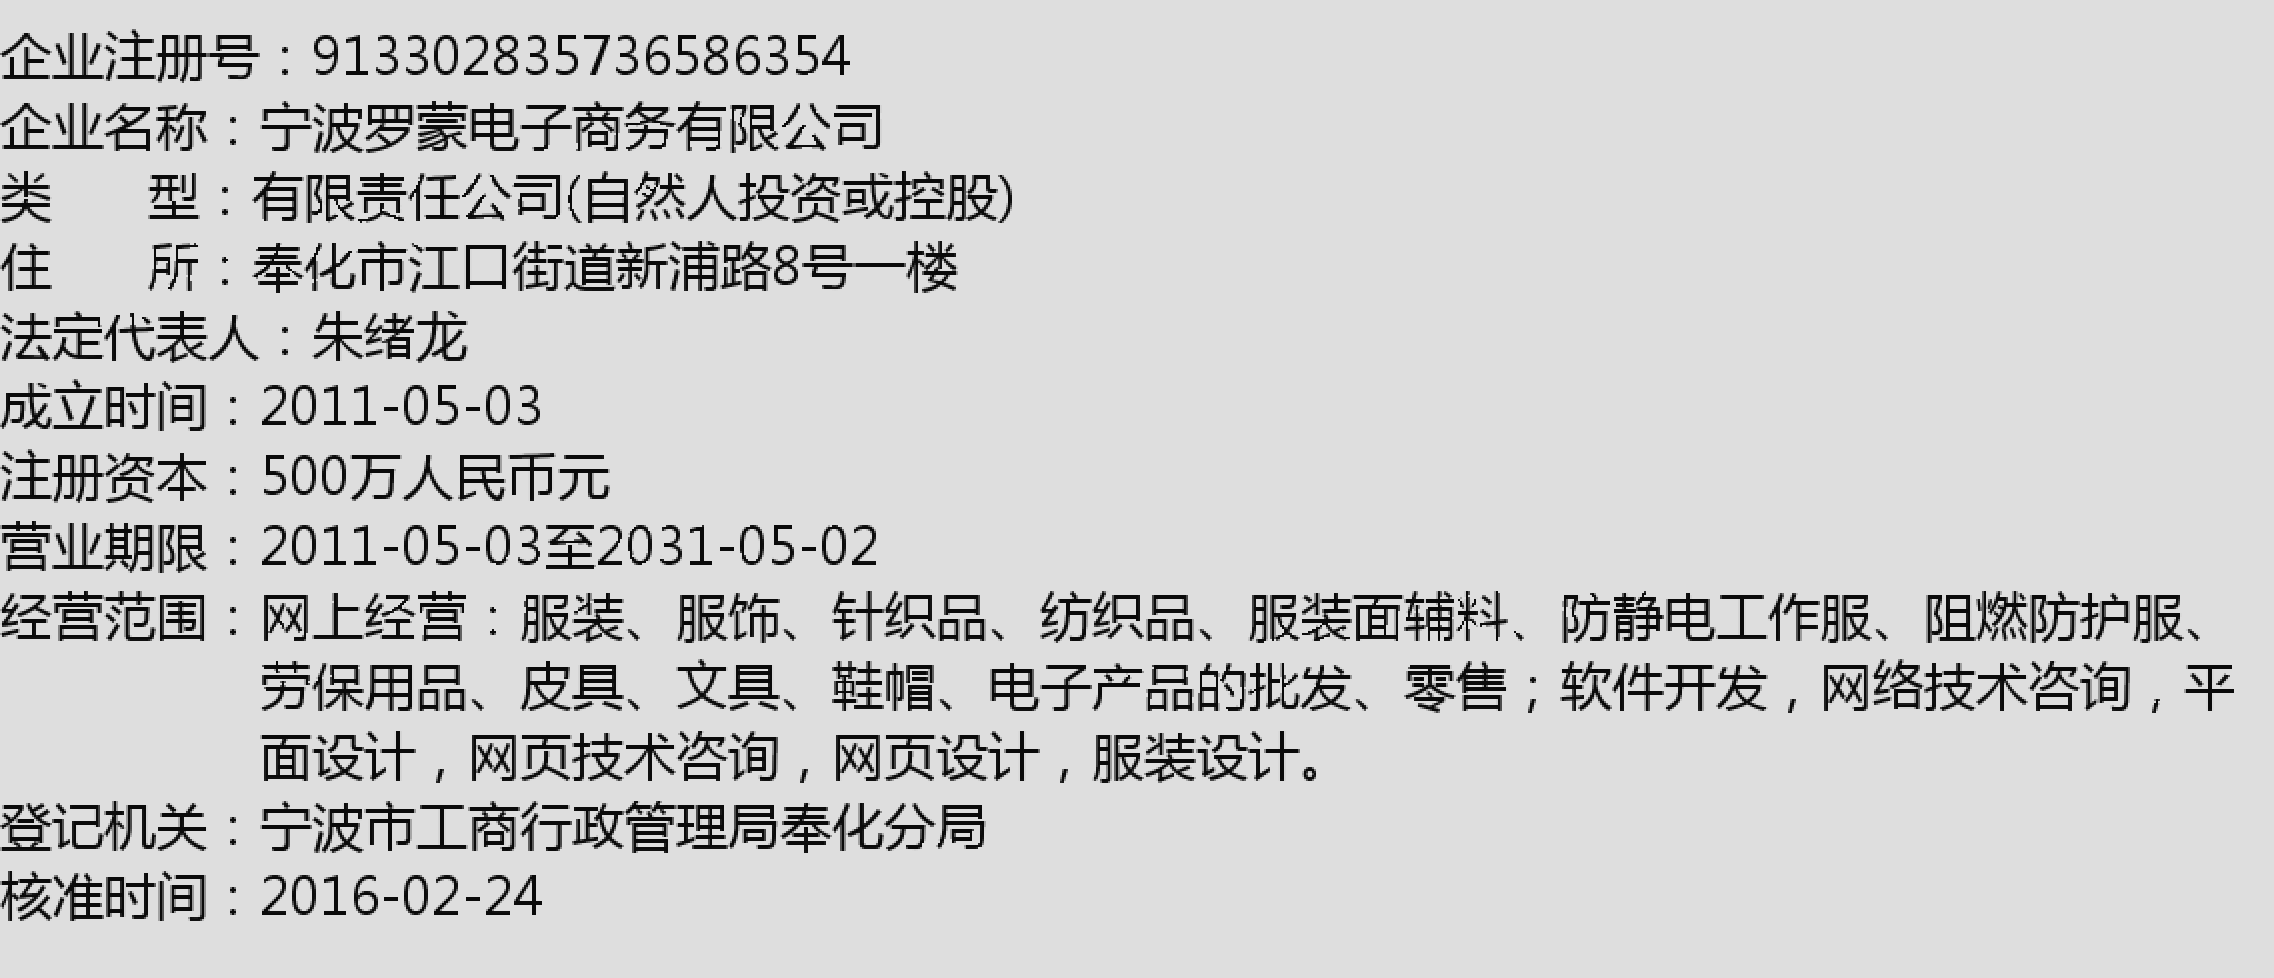 企业注册号：913302835736586354
企业名称：宁波罗蒙电子商务有限公司
类　　型：有限责任公司(自然人投资或控股)
住　　所：奉化市江口街道新浦路8号一楼
法定代表人：朱绪龙
成立时间：2011-05-03
注册资本：500万人民币元
营业期限：2011-05-03至2031-05-02
经营范围：网上经营：服装、服饰、针织品、纺织品、服装面辅料、防静电工作服、阻燃防护服、
劳保用品、皮具、文具、鞋帽、电子产品的批发、零售；软件开发，网络技术咨询，平
面设计，网页技术咨询，网页设计，服装设计。
登记机关：宁波市工商行政管理局奉化分局
核准时间：2016-02-24